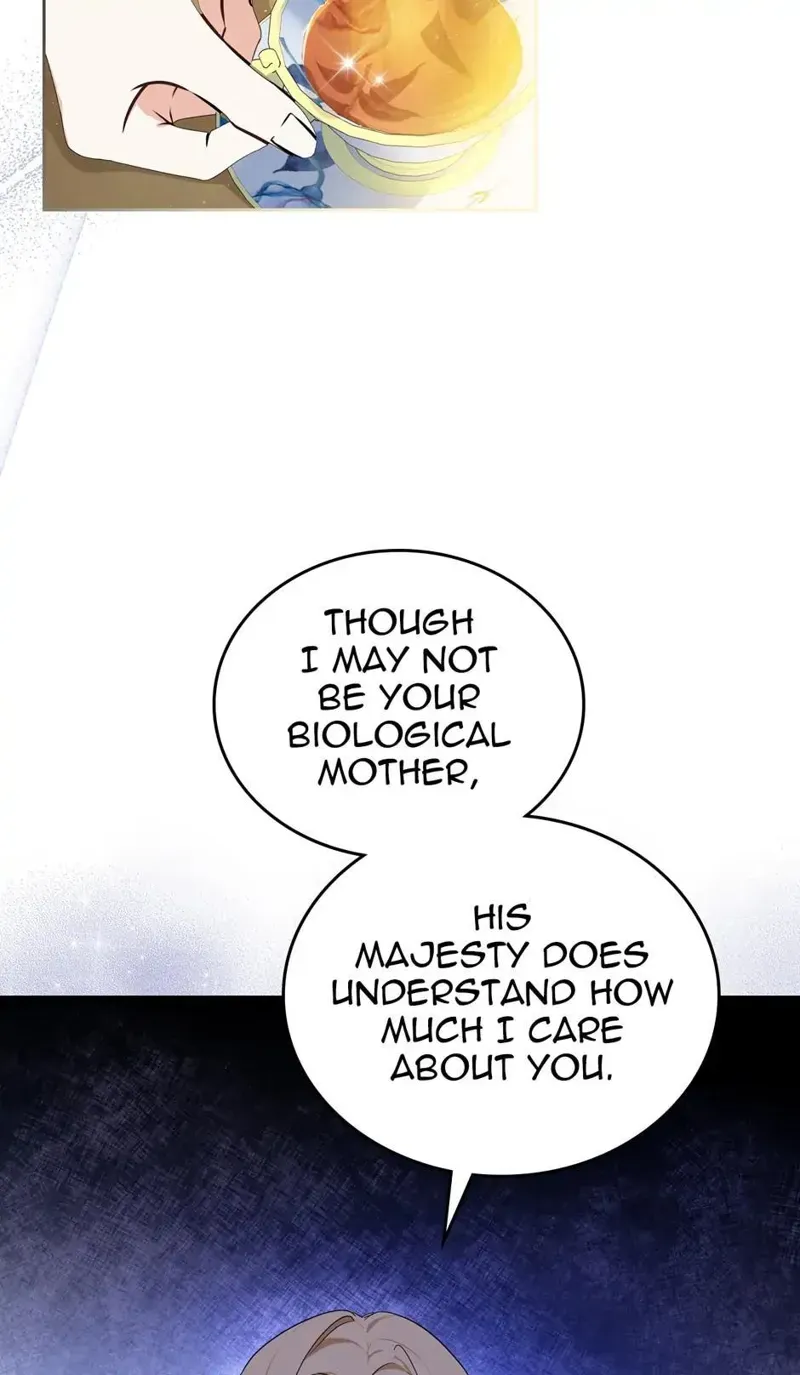 THOUGH
I MAY NOT
BE YOUR
BIOLOGICAL
MOTHER,
HIS
MAJESTY DOES
UNDERSTAND HOW
MUCH I CARE
ABOUT YOU.